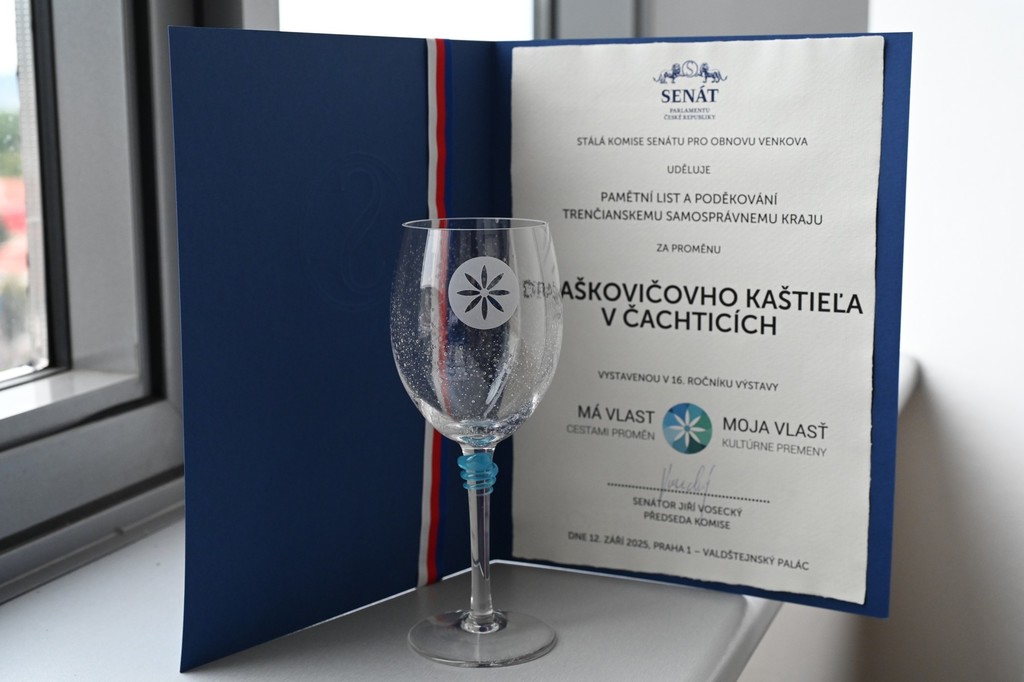 SENÁT
PARLAMENTU
ČESKÉ REPUBLIKY
STÁLÁ KOMISE SENÁTU PRO OBNOVU VENKOVA
UDĚLUJE
PAMĚTNÍ LIST A PODĚKOVÁNÍ
TRENČIANSKEMU SAMOSPRÁVNEMU KRAJU
ZA PROMĚNU
AŠKOVIČOVHO KAŠTIEĽA
V ČACHTICÍCH
VYSTAVENOU V 16. ROČNÍKU VÝSTAVY
MÁ VLAST
CESTAMI PROMĚN
MOJA VLASŤ
KULTÚRNE PREMENY
SENÁTOR JIŘÍ VOSECKÝ
PŘEDSEDA KOMISE
DNE 12. ZÁŘÍ 2025, PRAHA 1 – VALDŠTEJNSKÝ PALÁC